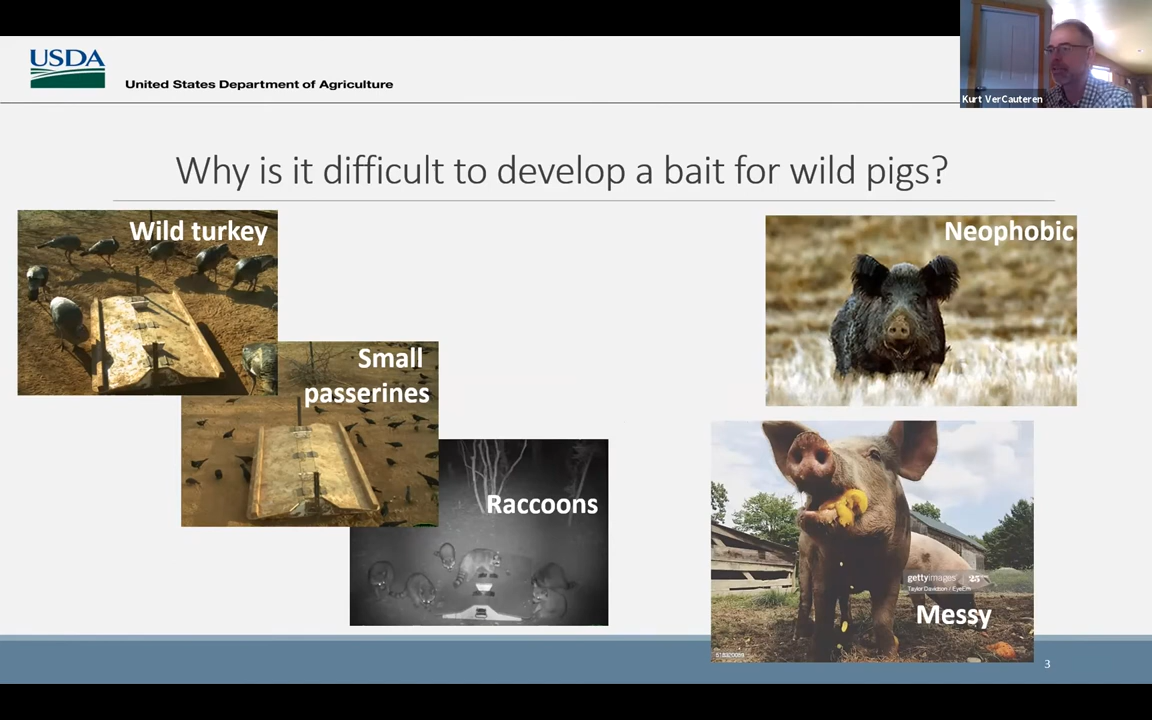 USDA
United States Department of Agriculture
Kurt VerCauteren
Why is it difficult to develop a bait for wild pigs?
Wild turkey
Small
passerines
Raccoons
Neophobic
gettyimages
Messy
3